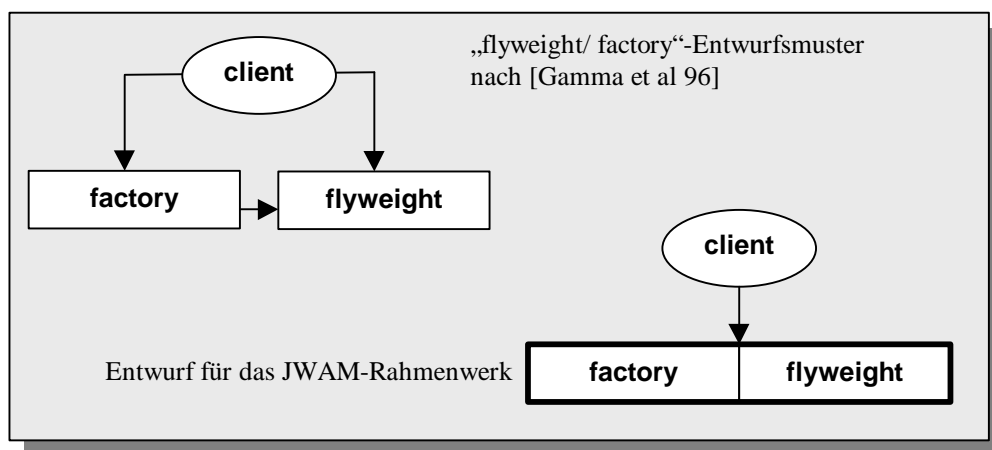 „flyweight/ factory“-Entwurfsmuster
nach [Gamma et al 96]
client
factory
flyweight
client
Entwurf für das JWAM-Rahmenwerk
factory
flyweight